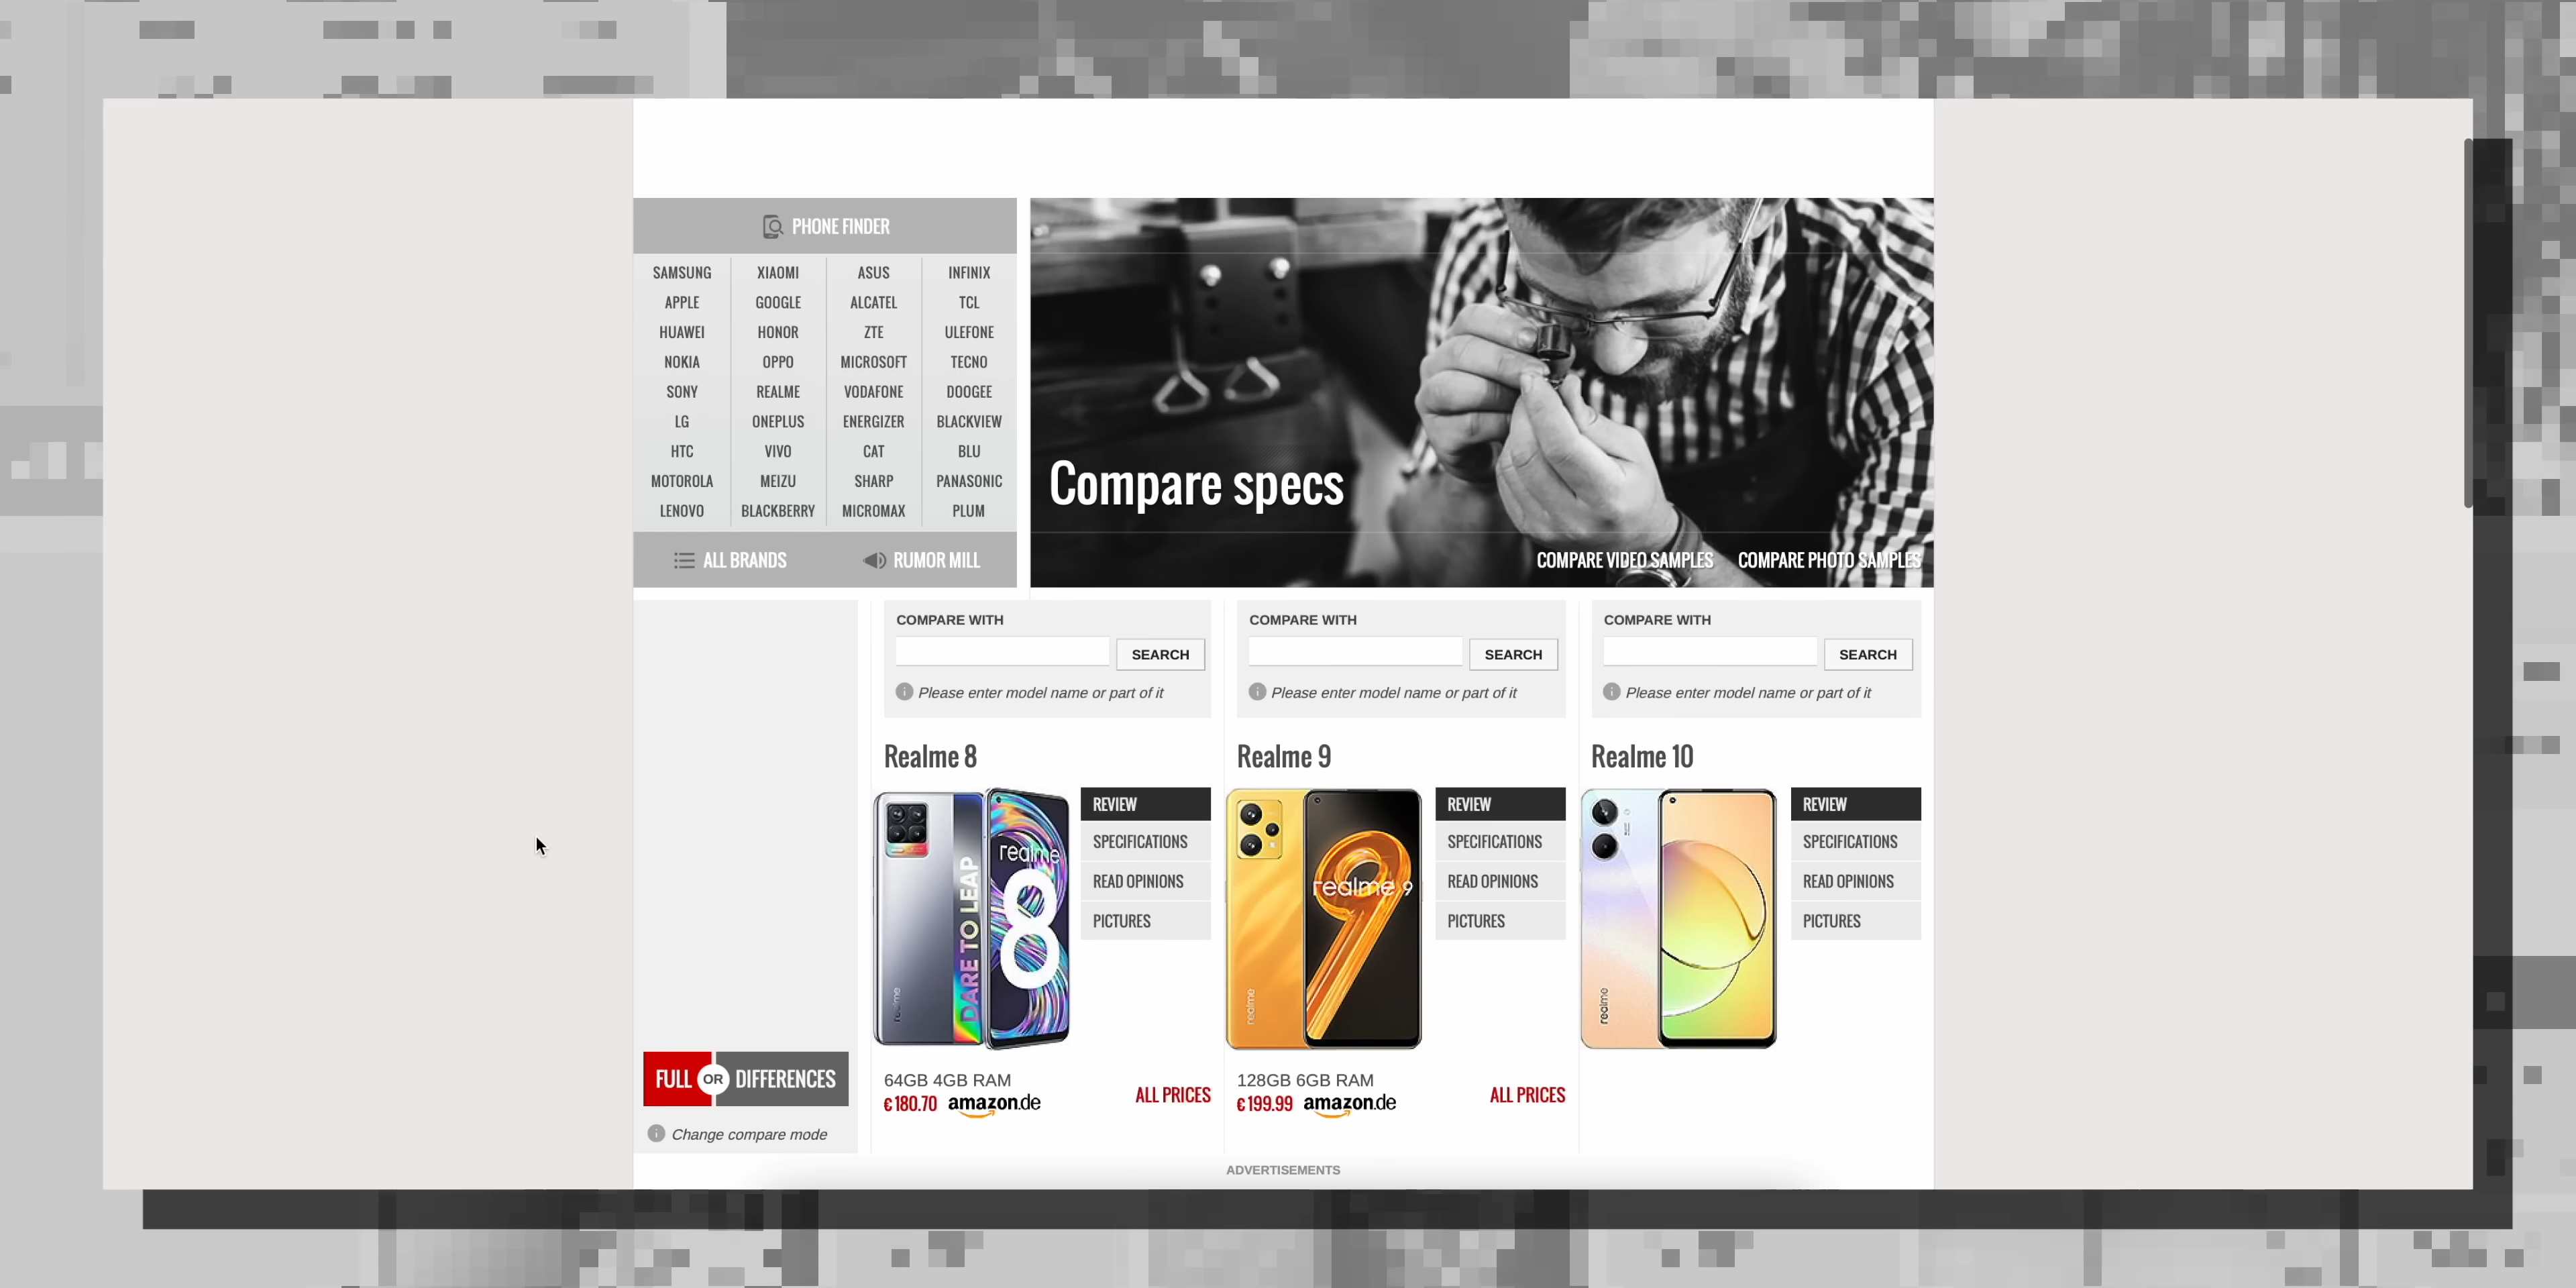 PHONE FINDER
SAMSUNG XIAOMI ASUS INFINIX
APPLE GOOGLE ALCATEL TCL
HUAWEI HONOR ZTE ULEFONE
NOKIA OPPO MICROSOFT TECNO
SONY REALME VODAFONE DOOGEE
LG ONEPLUS ENERGIZER BLACKVIEW
HTC VIVO CAT BLU
MOTOROLA MEIZU SHARP PANASONIC
LENOVO BLACKBERRY MICROMAX PLUM
ALL BRANDS RUMOR MILL
Compare specs
COMPARE VIDEO SAMPLES COMPARE PHOTO SAMPLES
COMPARE WITH COMPARE WITH COMPARE WITH
SEARCH SEARCH SEARCH
Please enter model name or part of it Please enter model name or part of it Please enter model name or part of it
Realme 8 Realme 9 Realme 10
REVIEW REVIEW REVIEW
SPECIFICATIONS SPECIFICATIONS SPECIFICATIONS
READ OPINIONS READ OPINIONS READ OPINIONS
PICTURES PICTURES PICTURES
realme
8
DARE TO LEAP
realme
realme 9
realme
realme
FULL OR DIFFERENCES
Change compare mode
64GB 4GB RAM
€ 180.70 amazon.de
ALL PRICES
128GB 6GB RAM
€ 199.99 amazon.de
ALL PRICES
ADVERTISEMENTS